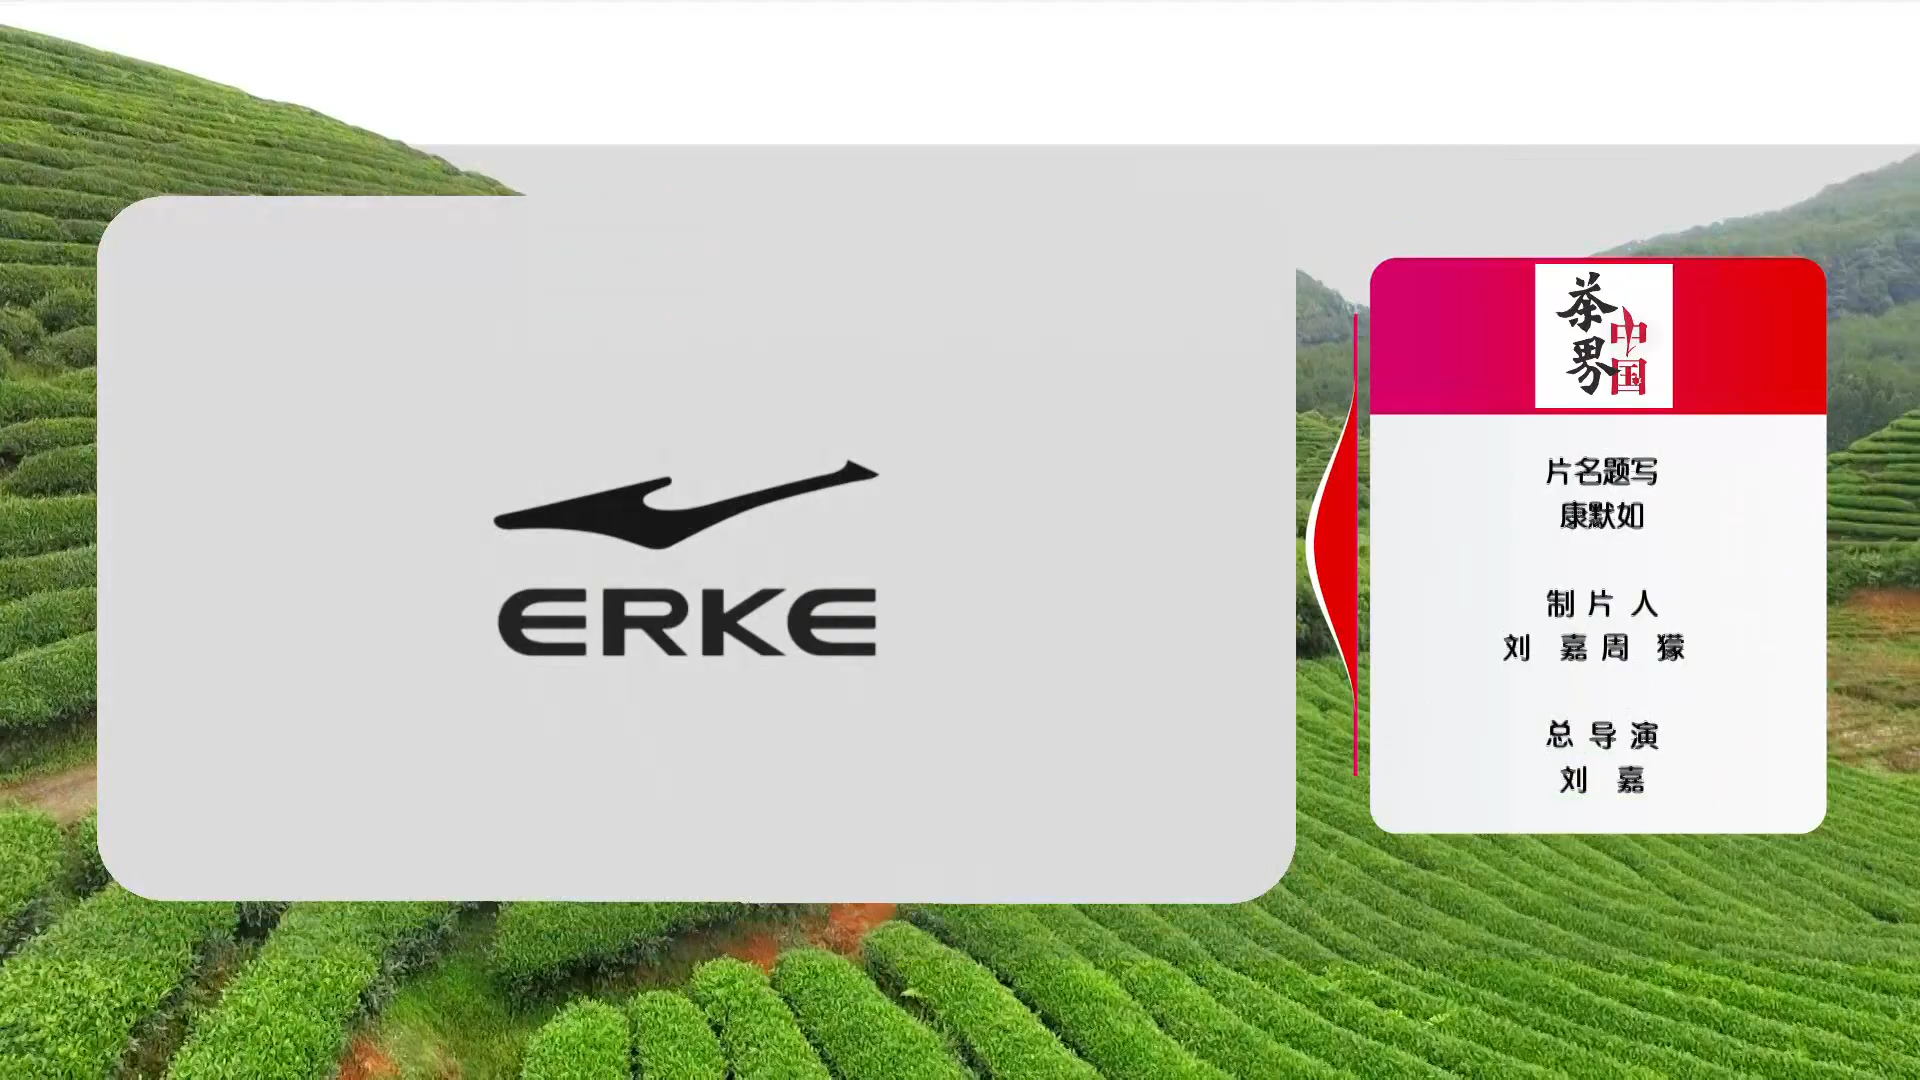 ERKE
茶界
中国
片名题写
康默如
制片人
刘 嘉 周 獴
总导演
刘 嘉